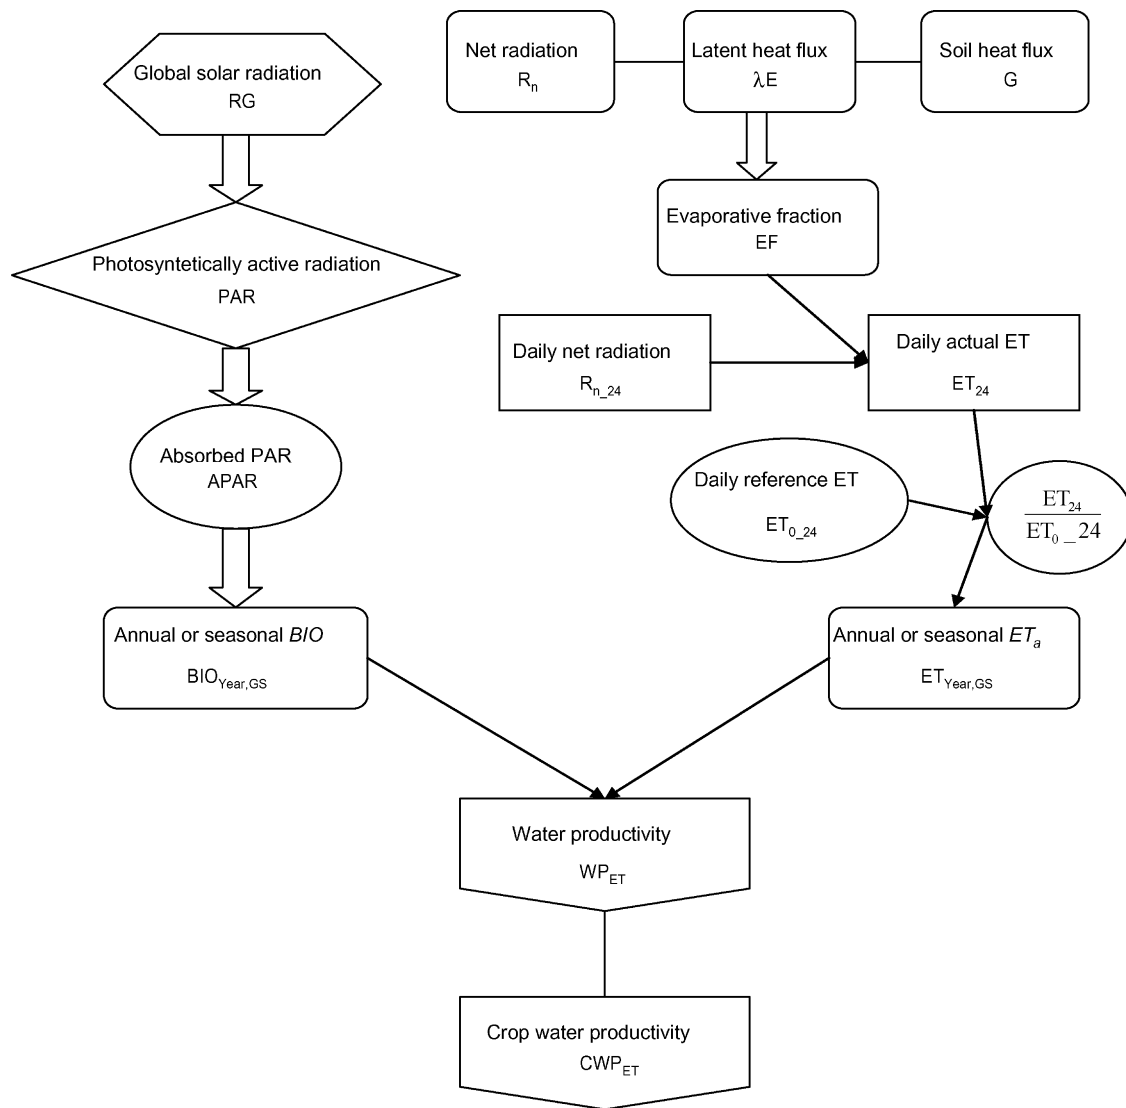 Global solar radiation
RG
Net radiation
Rn
Latent heat flux
λE
Soil heat flux
G
Evaporative fraction
EF
Photosyntetically active radiation
PAR
Daily net radiation
Rn_24
Daily actual ET
ET24
Absorbed PAR
APAR
Daily reference ET
ET0_24
ET24
ET0 _ 24
Annual or seasonal BIO
BIOYear,GS
Annual or seasonal ETa
ETYear,GS
Water productivity
WPET
Crop water productivity
CWPET